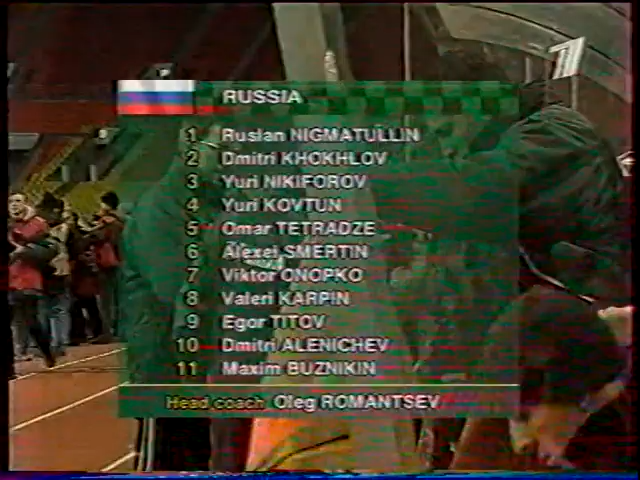 RUSSIA
1 Ruslan NIGMATULLIN
2 Dmitri KHOKHLOV
3 Yuri NIKIFOROV
4 Yuri KOVTUN
5 Omar TETRADZE
6 Alexei SMERTIN
7 Viktor ONOPKO
8 Valeri KARPIN
9 Egor TITOV
10 Dmitri ALENICHEV
11 Maxim BUZNIKIN
Head coach Oleg ROMANTSEV